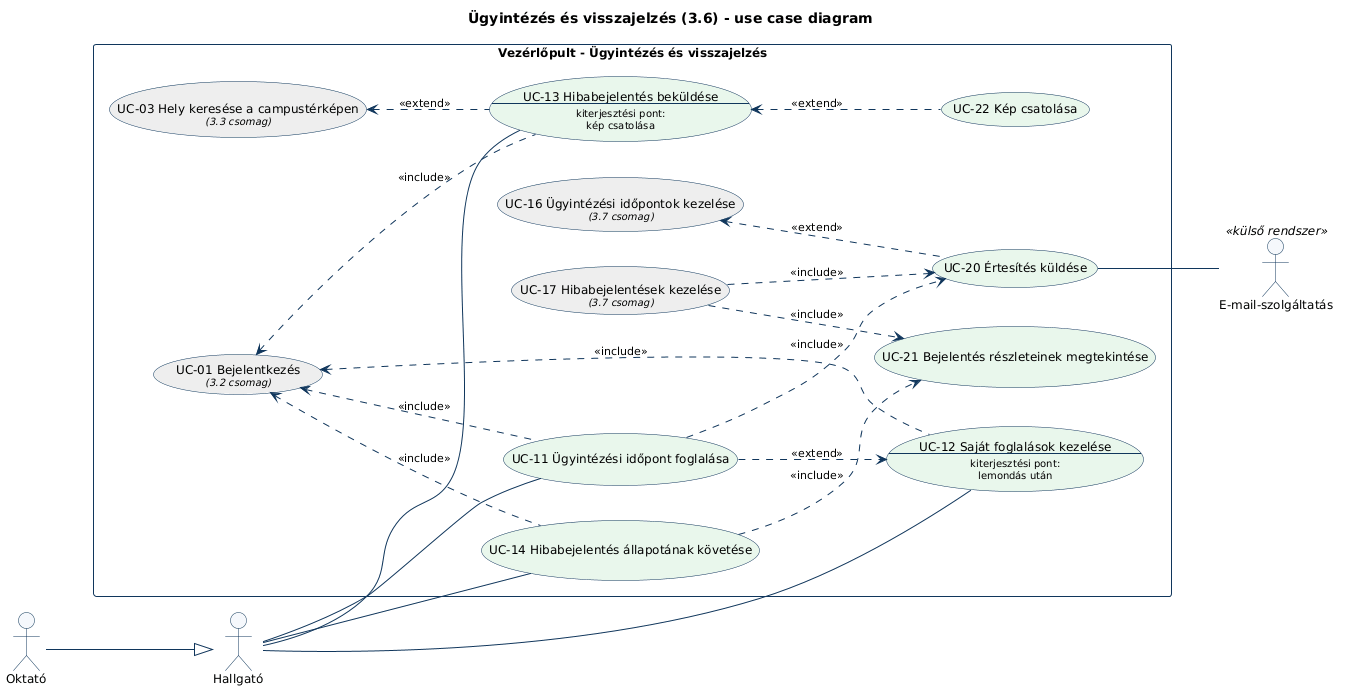 Ügyintézés és visszajelzés (3.6) - use case diagram
Vezérlőpult - Ügyintézés és visszajelzés
UC-03 Hely keresése a campustérképen
(3.3 csomag)
«extend»
UC-13 Hibabejelentés beküldése
kiterjesztési pont:
kép csatolása
«extend»
UC-22 Kép csatolása
«include»
UC-16 Ügyintézési időpontok kezelése
(3.7 csomag)
«extend»
«külső rendszer»
UC-20 Értesítés küldése
E-mail-szolgáltatás
UC-17 Hibabejelentések kezelése
(3.7 csomag)
«include»
«include»
«include»
UC-21 Bejelentés részleteinek megtekintése
«include»
UC-01 Bejelentkezés
(3.2 csomag)
«include»
«include»
UC-11 Ügyintézési időpont foglalása
«extend»
UC-12 Saját foglalások kezelése
kiterjesztési pont:
lemondás után
«include»
UC-14 Hibabejelentés állapotának követése
Oktató
Hallgató